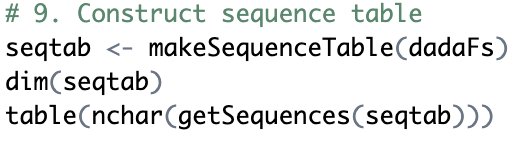 # 9. Construct sequence table
seqtab <- makeSequenceTable(dadaFs)
dim(seqtab)
table(nchar(getSequences(seqtab)))